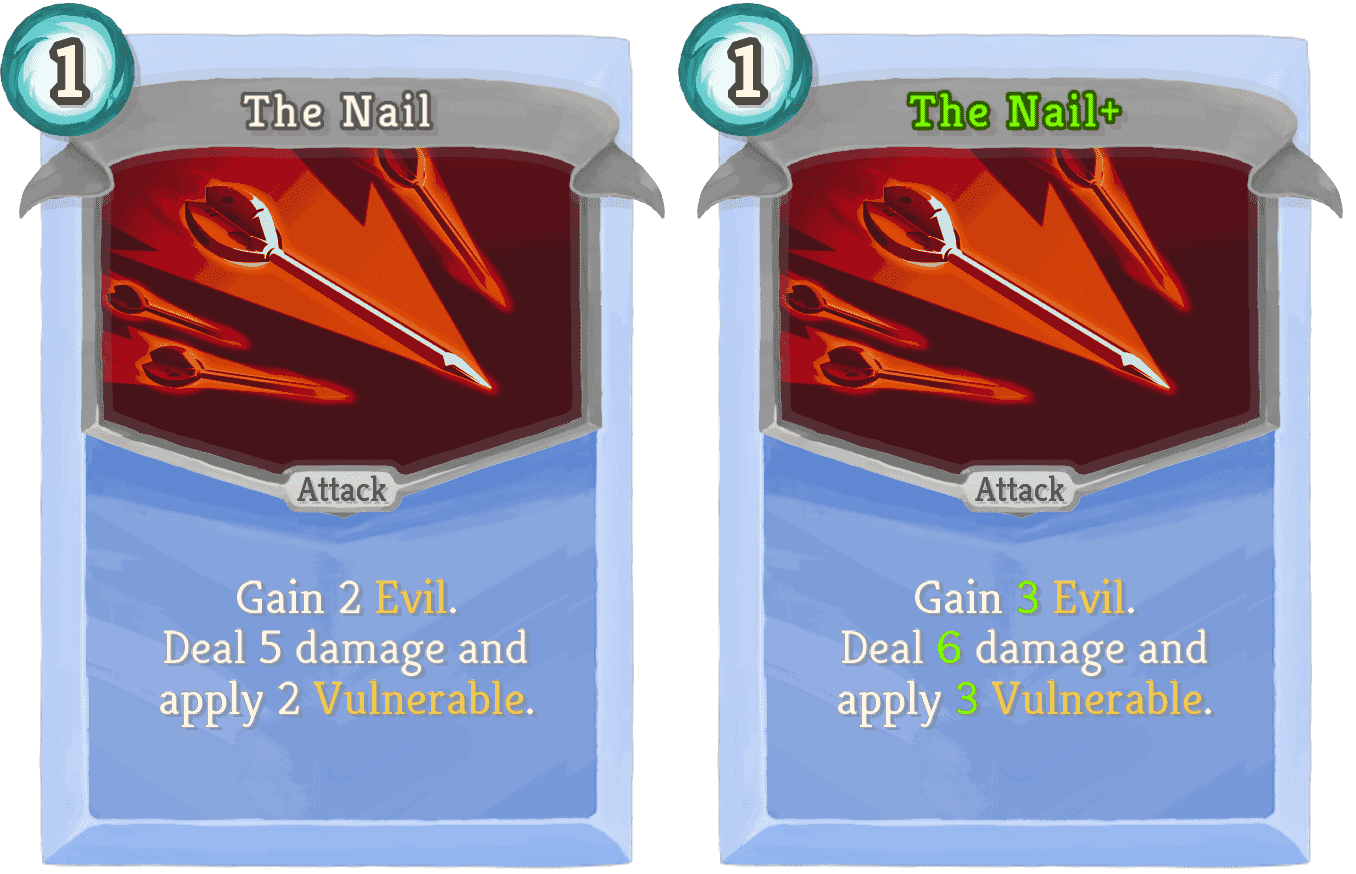 1
The Nail
Attack
Gain 2 Evil.
Deal 5 damage and
apply 2 Vulnerable.
1
The Nail+
Attack
Gain 3 Evil.
Deal 6 damage and
apply 3 Vulnerable.